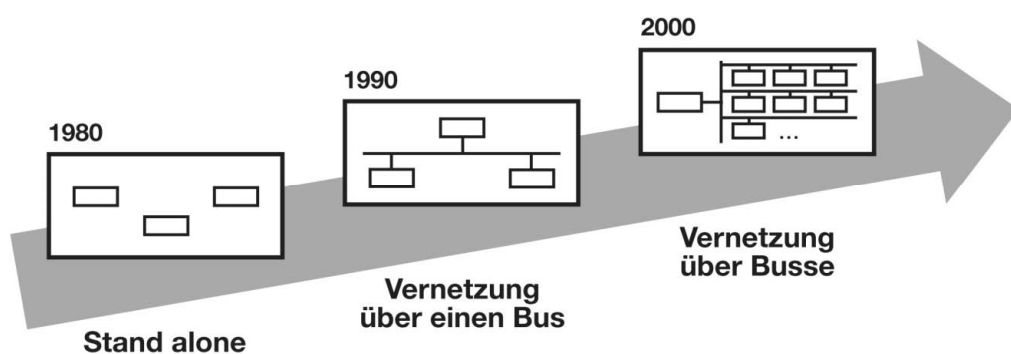 1980
Stand alone
1990
Vernetzung
über einen Bus
2000
...
Vernetzung
über Busse